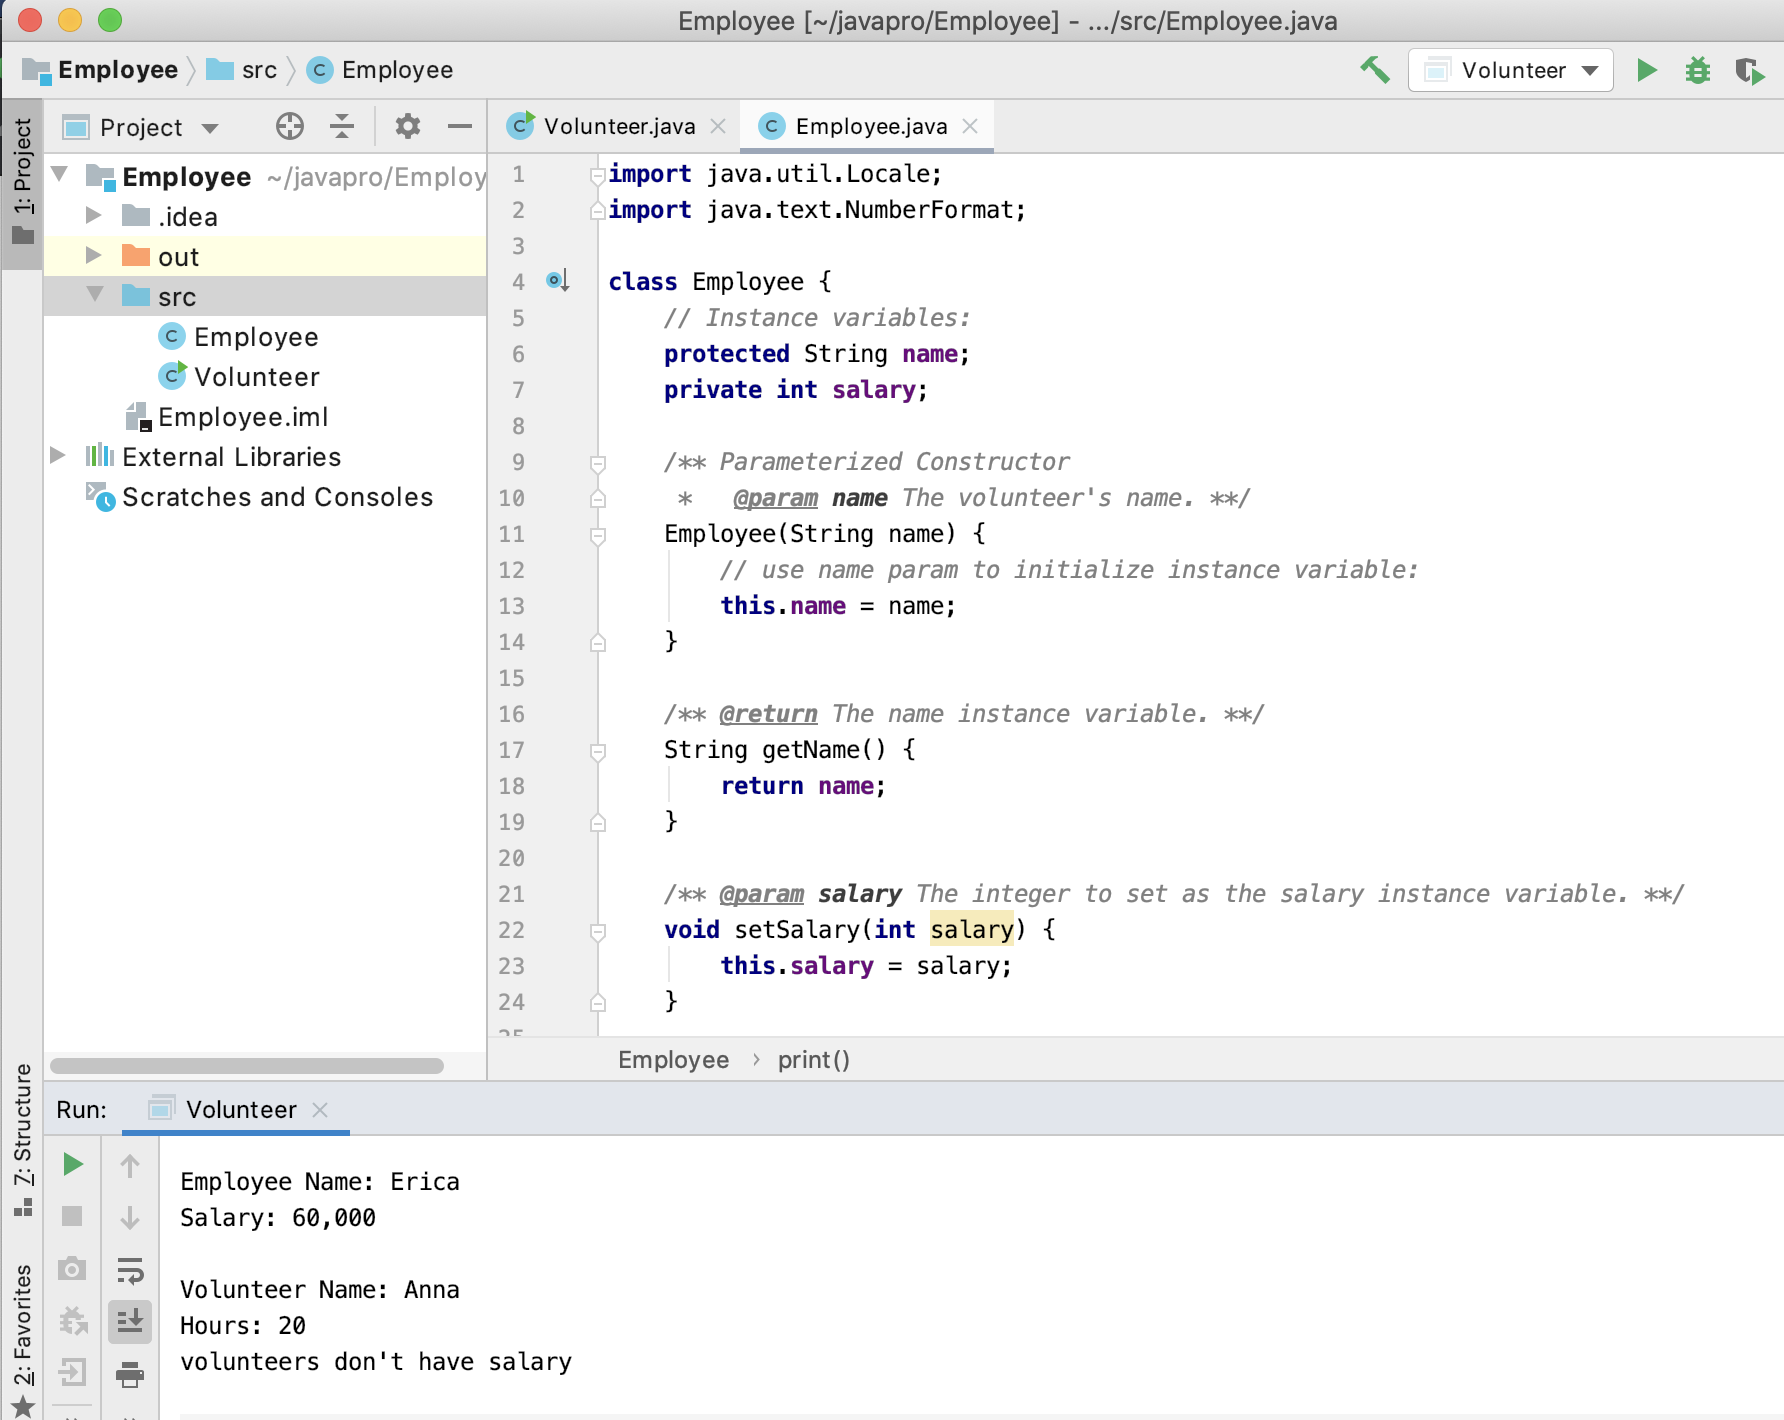 Employee [~/javapro/Employee] - .../src/Employee.java
Employee src C Employee
Volunteer
1: Project
Project
Volunteer.java
Employee.java
Employee ~/javapro/Employ
.idea
out
src
C Employee
C Volunteer
Employee.iml
External Libraries
Scratches and Consoles
1 import java.util.Locale;
2 import java.text.NumberFormat;
3
4 class Employee {
5 // Instance variables:
6 protected String name;
7 private int salary;
8
9 /** Parameterized Constructor
10 * @param name The volunteer's name. **/
11 Employee(String name) {
12 // use name param to initialize instance variable:
13 this.name = name;
14 }
15
16 /** @return The name instance variable. **/
17 String getName() {
18 return name;
19 }
20
21 /** @param salary The integer to set as the salary instance variable. **/
22 void setSalary(int salary) {
23 this.salary = salary;
24 }
25
Employee › print()
7: Structure
2: Favorites
Run: Volunteer
Employee Name: Erica
Salary: 60,000
Volunteer Name: Anna
Hours: 20
volunteers don't have salary